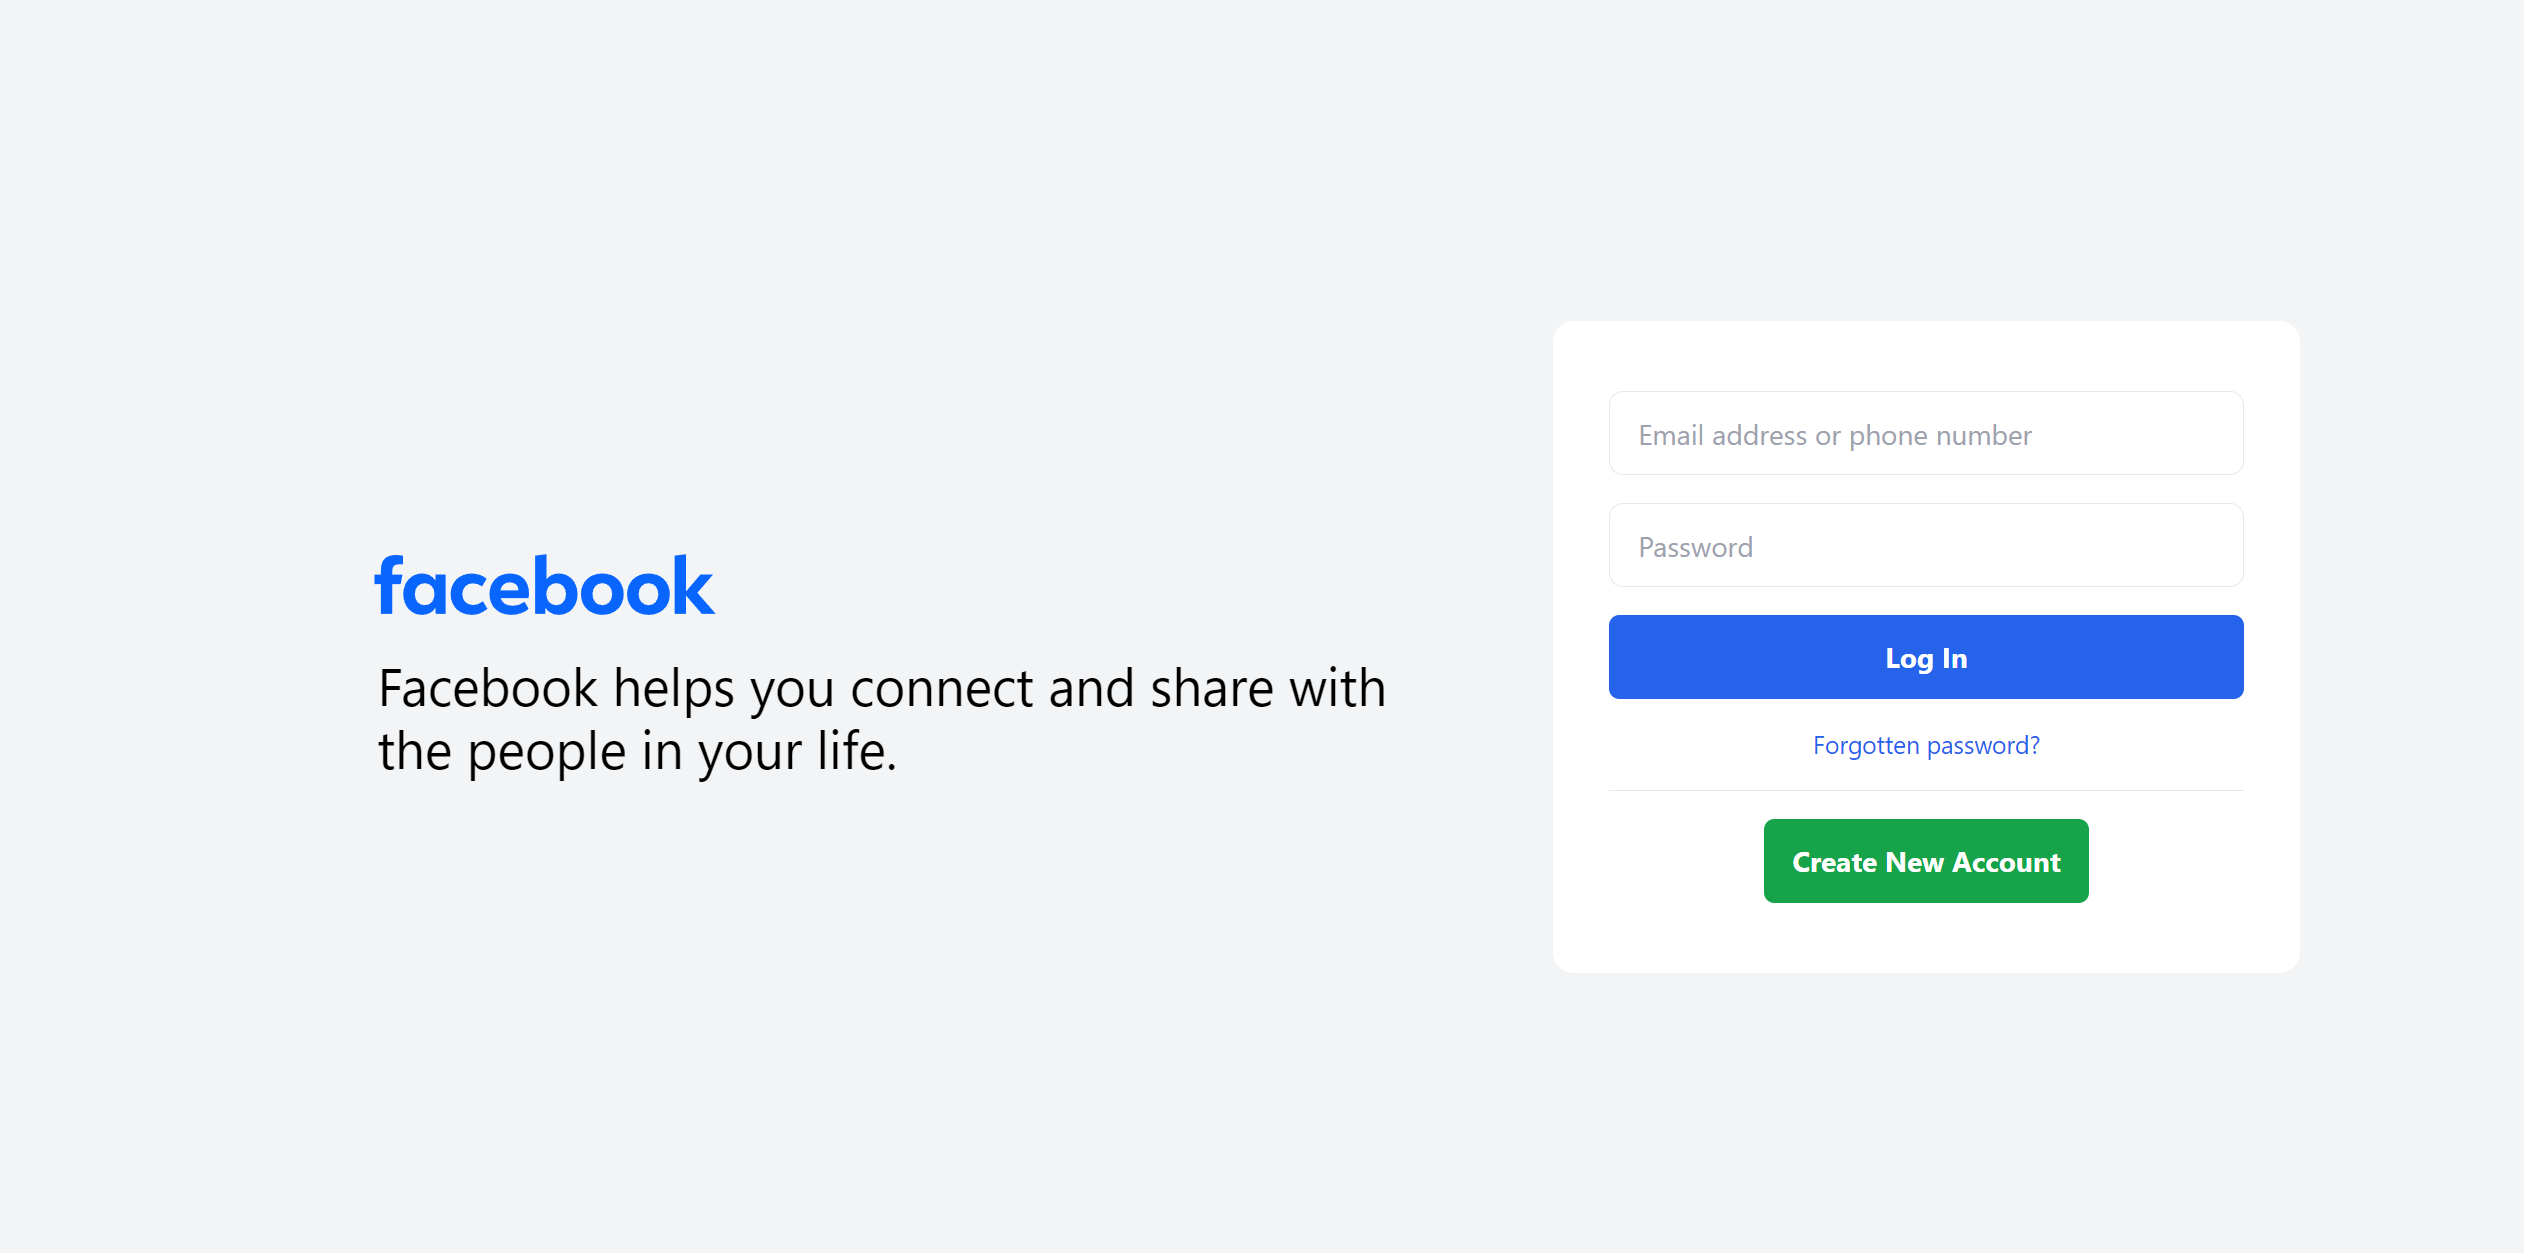 facebook
Facebook helps you connect and share with
the people in your life.
Email address or phone number
Password
Log In
Forgotten password?
Create New Account